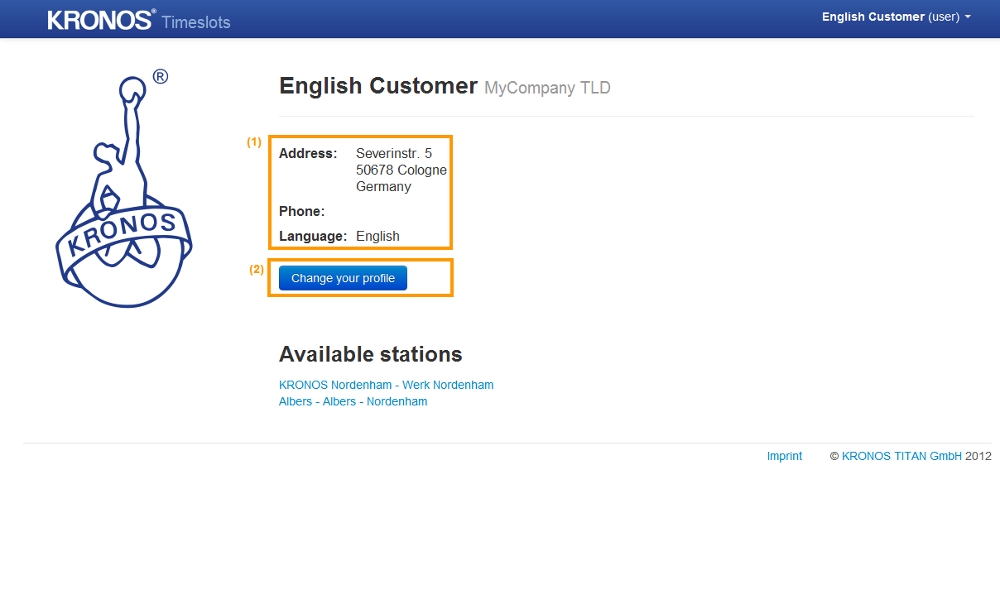 KRONOS® Timeslots
English Customer (user)
®
KRONOS
English Customer MyCompany TLD
(1)
Address: Severinstr. 5
50678 Cologne
Germany
Phone:
Language: English
(2)
Change your profile
Available stations
KRONOS Nordenham - Werk Nordenham
Albers - Albers - Nordenham
Imprint © KRONOS TITAN GmbH 2012